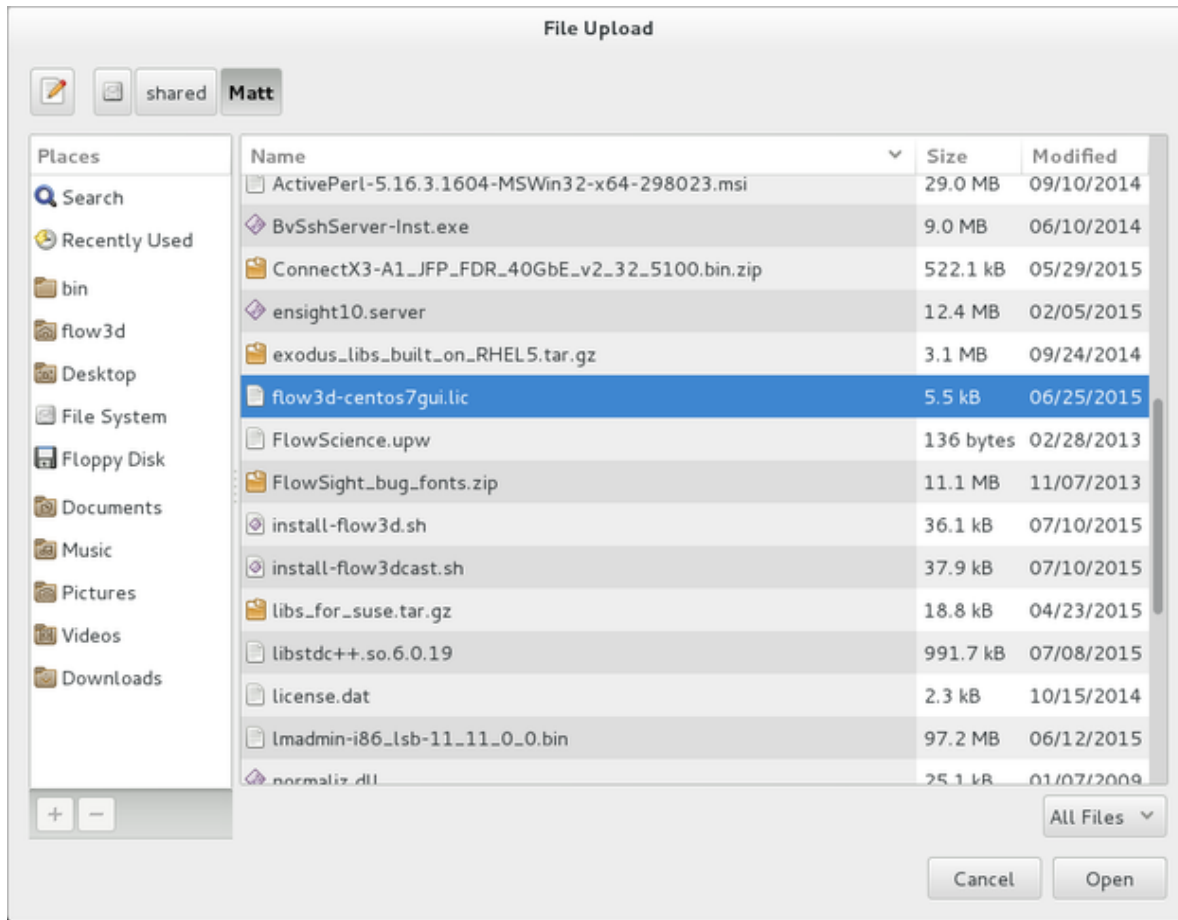 File Upload
shared Matt
Places
Search
Recently Used
bin
flow3d
Desktop
File System
Floppy Disk
Documents
Music
Pictures
Videos
Downloads
Name Size Modified
ActivePerl-5.16.3.1604-MSWin32-x64-298023.msi 29.0 MB 09/10/2014
BvSshServer-Inst.exe 9.0 MB 06/10/2014
ConnectX3-A1_JFP_FDR_40GbE_v2_32_5100.bin.zip 522.1 kB 05/29/2015
ensight10.server 12.4 MB 02/05/2015
exodus_libs_built_on_RHEL5.tar.gz 3.1 MB 09/24/2014
flow3d-centos7gui.lic 5.5 kB 06/25/2015
FlowScience.upw 136 bytes 02/28/2013
FlowSight_bug_fonts.zip 11.1 MB 11/07/2013
install-flow3d.sh 36.1 kB 07/10/2015
install-flow3dcast.sh 37.9 kB 07/10/2015
libs_for_suse.tar.gz 18.8 kB 04/23/2015
libstdc++.so.6.0.19 991.7 kB 07/08/2015
license.dat 2.3 kB 10/15/2014
lmadmin-i86_lsb-11_11_0_0.bin 97.2 MB 06/12/2015
normaliz.dll 25.1 kB 01/07/2009
All Files
Cancel Open